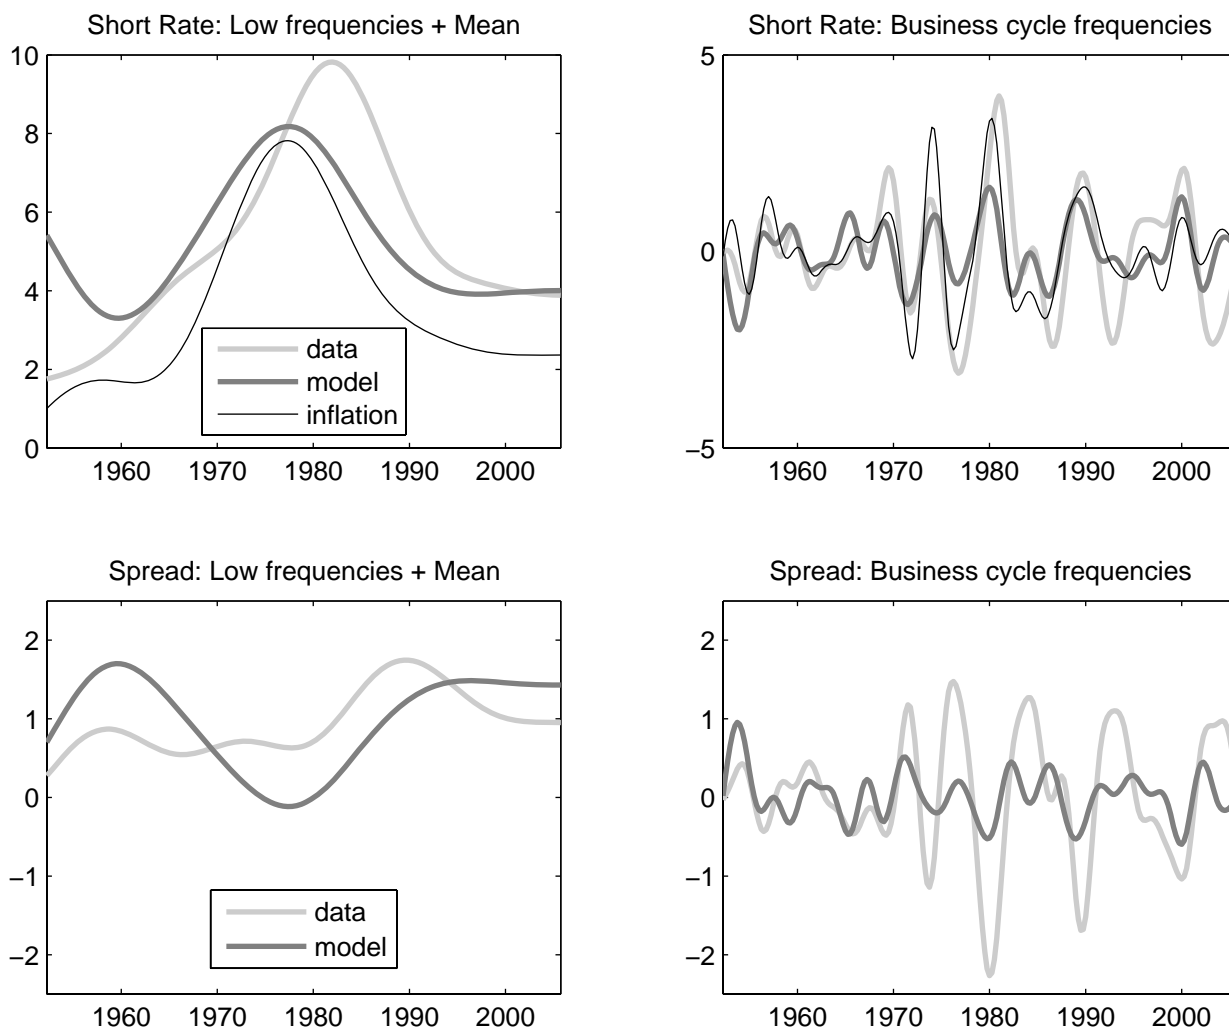 Short Rate: Low frequencies + Mean
10
8
6
4
2
0
data
model
inflation
1960 1970 1980 1990 2000
Short Rate: Business cycle frequencies
5
0
−5
1960 1970 1980 1990 2000
Spread: Low frequencies + Mean
2
1
0
−1
−2
data
model
1960 1970 1980 1990 2000
Spread: Business cycle frequencies
2
1
0
−1
−2
1960 1970 1980 1990 2000